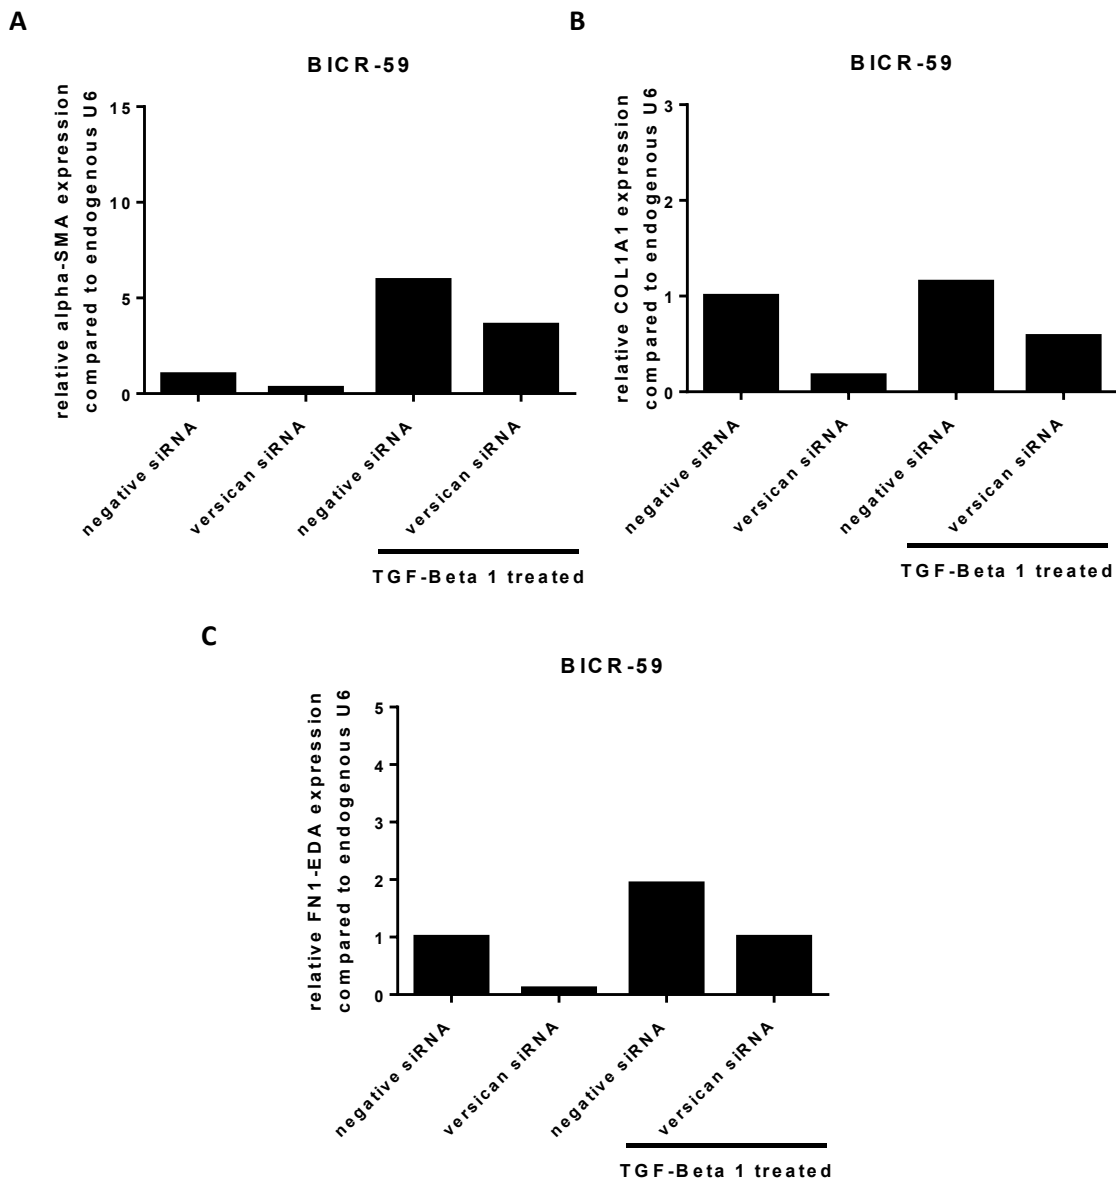 A
BICR-59
relative alpha-SMA expression
compared to endogenous U6
15
10
5
0
negative siRNA
versican siRNA
negative siRNA
versican siRNA
TGF-Beta 1 treated
B
BICR-59
relative COL1A1 expression
compared to endogenous U6
3
2
1
0
negative siRNA
versican siRNA
negative siRNA
versican siRNA
TGF-Beta 1 treated
C
BICR-59
relative FN1-EDA expression
compared to endogenous U6
5
4
3
2
1
0
negative siRNA
versican siRNA
negative siRNA
versican siRNA
TGF-Beta 1 treated